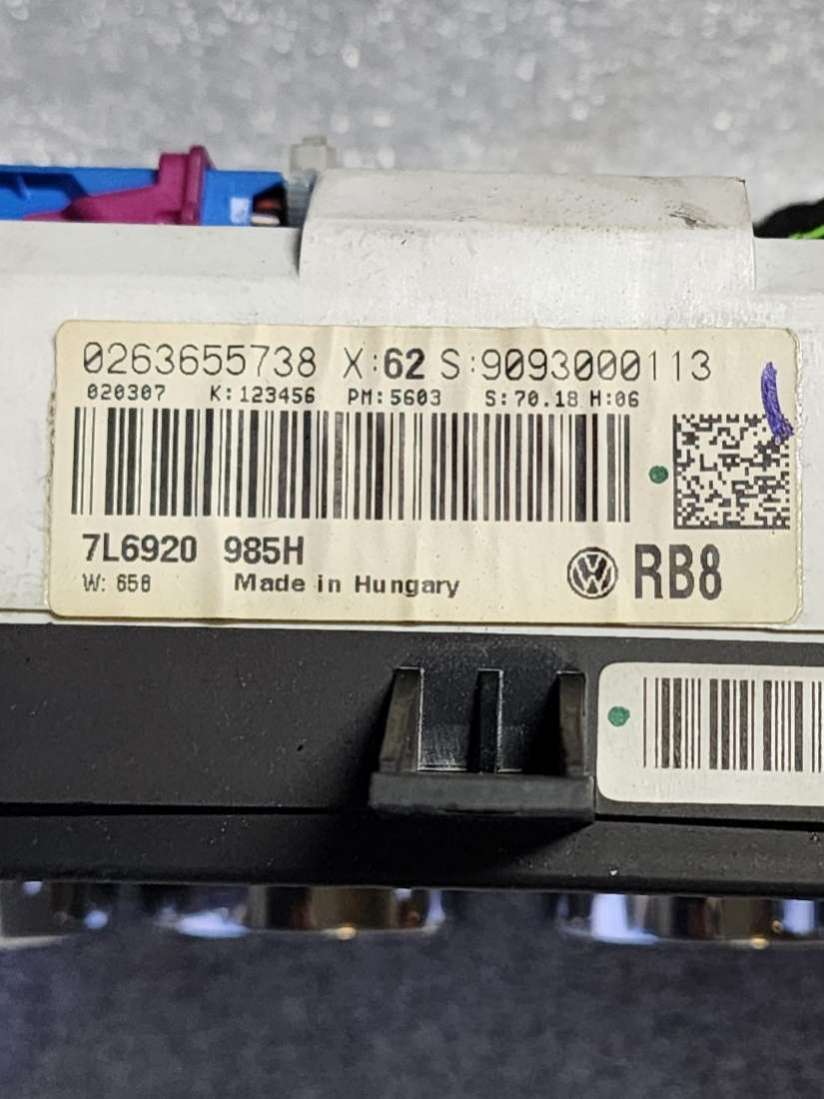 0263655738 X:62 S:9093000113
020307 K:123456 PM:5603 S:70.18 H:06
7L6920 985H
W: 658 Made in Hungary
RB8